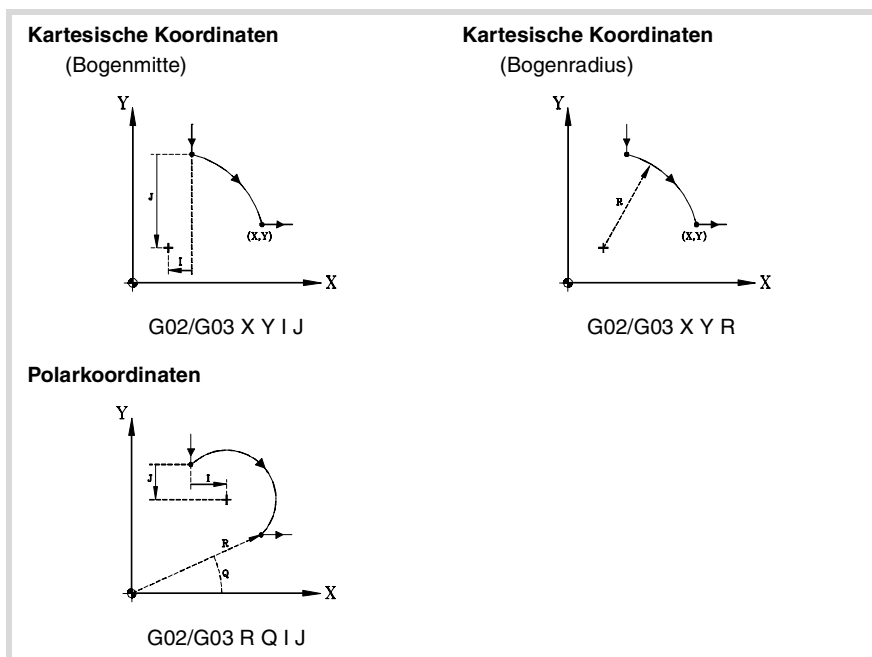 Kartesische Koordinaten
(Bogenmitte)
Y
J
I
(X,Y)
X
G02/G03 X Y I J
Kartesische Koordinaten
(Bogenradius)
Y
R
(X,Y)
X
G02/G03 X Y R
Polarkoordinaten
Y
J
I
R
Q
X
G02/G03 R Q I J